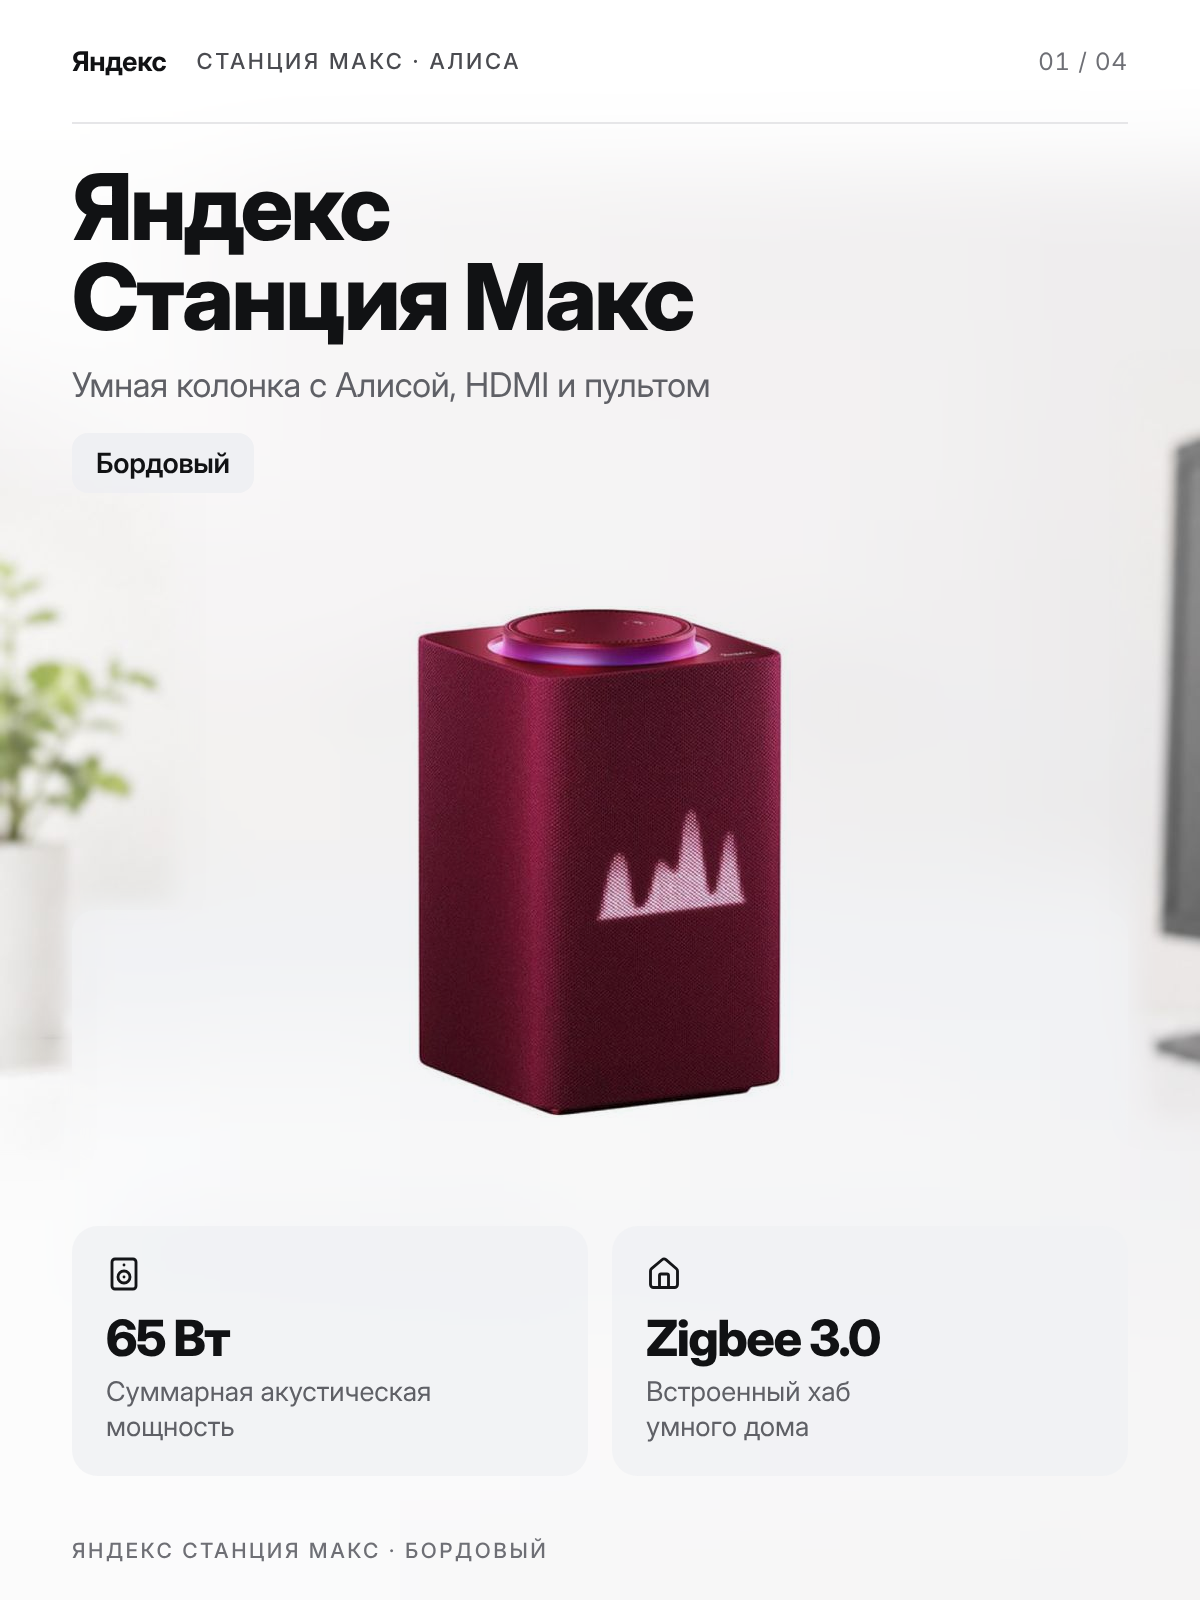 Яндекс СТАНЦИЯ МАКС · АЛИСА 01 / 04
Яндекс
Станция Макс
Умная колонка с Алисой, HDMI и пультом
Бордовый
65 Вт
Суммарная акустическая
мощность
Zigbee 3.0
Встроенный хаб
умного дома
ЯНДЕКС СТАНЦИЯ МАКС · БОРДОВЫЙ